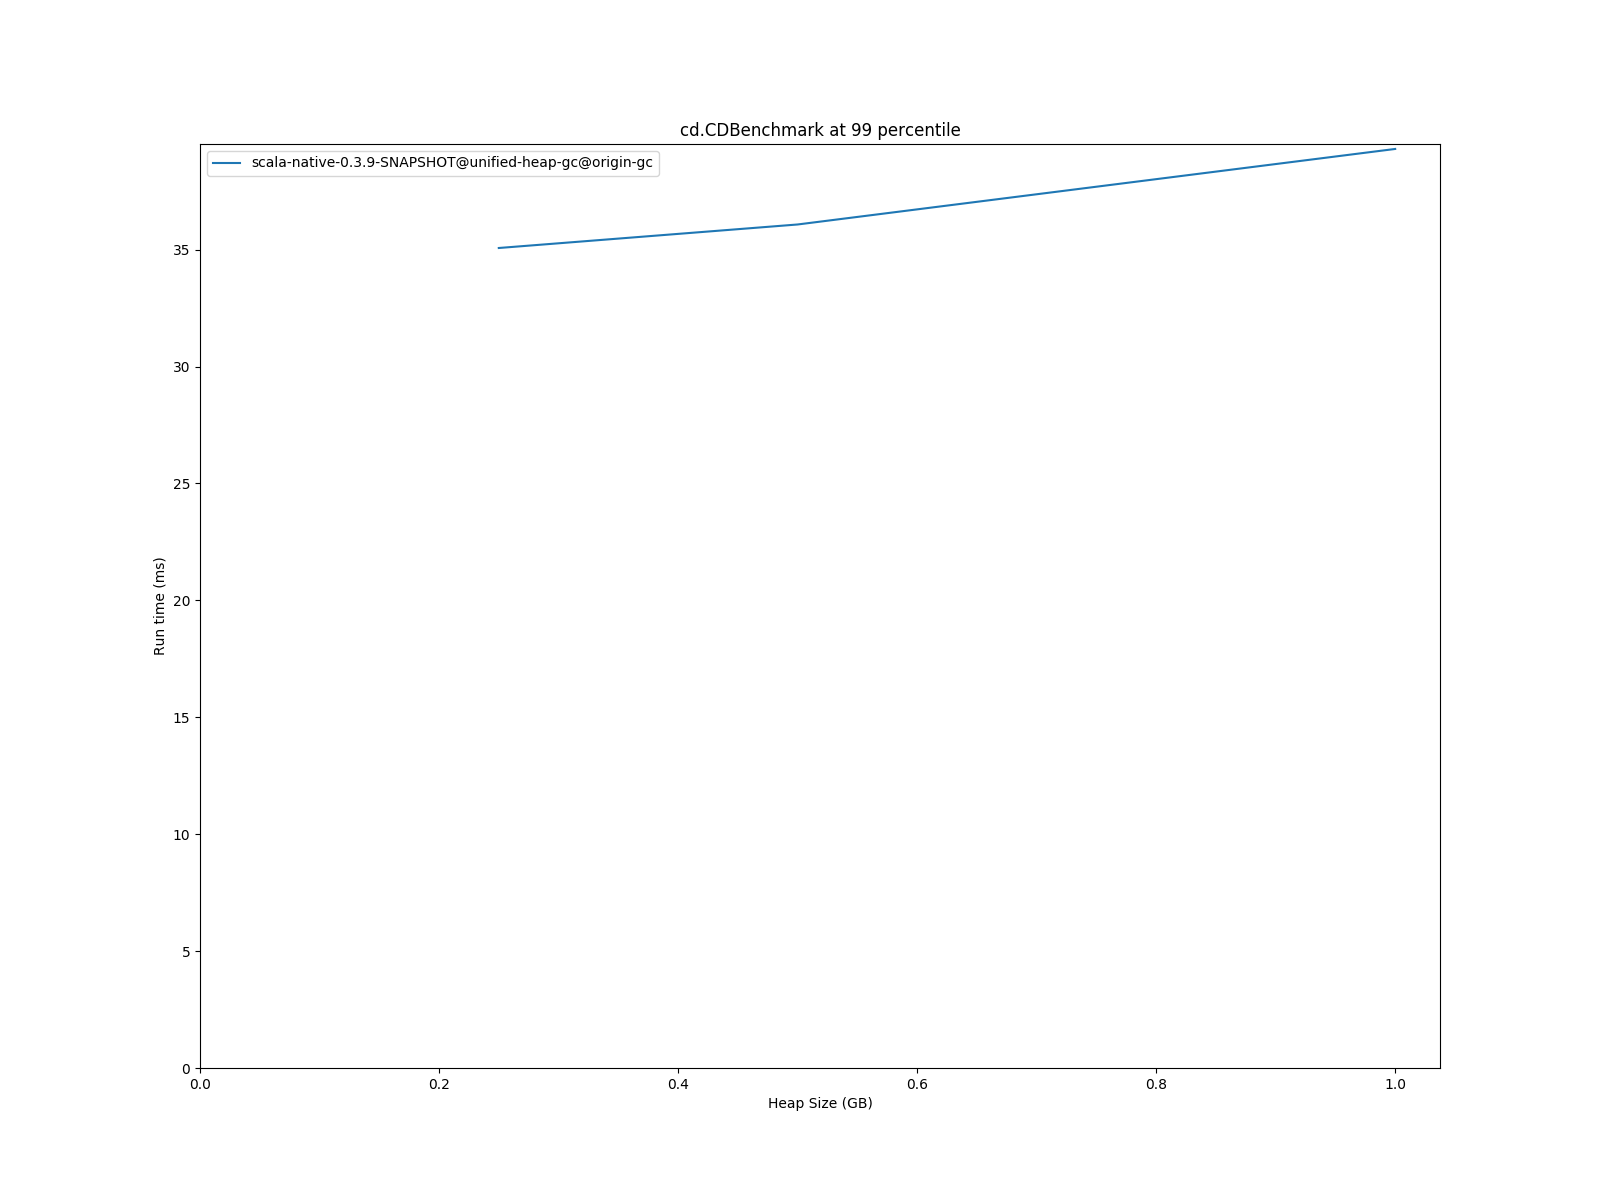 cd.CDBenchmark at 99 percentile
scala-native-0.3.9-SNAPSHOT@unified-heap-gc@origin-gc
35
30
25
20
15
10
5
0
Run time (ms)
0.0 0.2 0.4 0.6 0.8 1.0
Heap Size (GB)